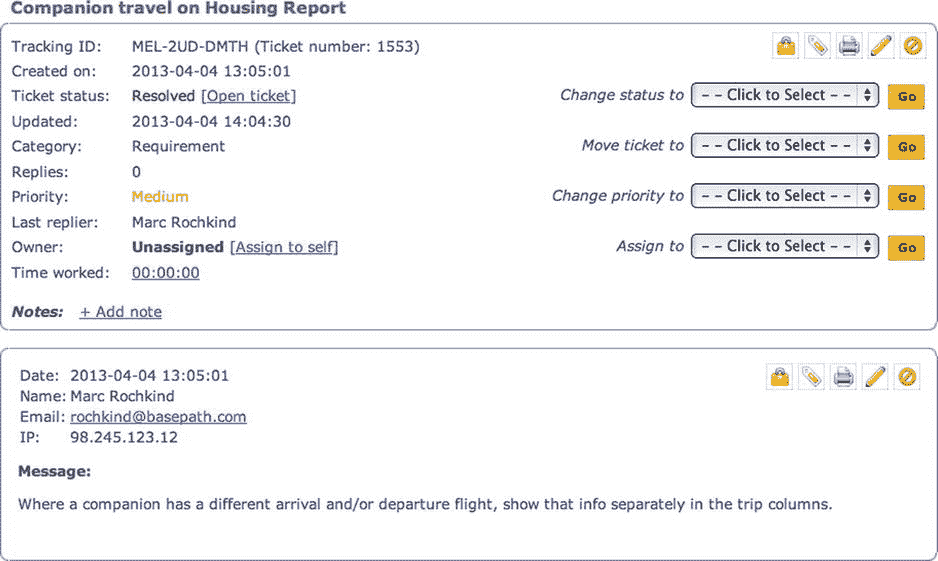 Companion travel on Housing Report
Tracking ID: MEL-2UD-DMTH (Ticket number: 1553)
Created on: 2013-04-04 13:05:01
Ticket status: Resolved [Open ticket] Change status to - - Click to Select - - Go
Updated: 2013-04-04 14:04:30
Category: Requirement Move ticket to - - Click to Select - - Go
Replies: 0
Priority: Medium Change priority to - - Click to Select - - Go
Last replier: Marc Rochkind
Owner: Unassigned [Assign to self] Assign to - - Click to Select - - Go
Time worked: 00:00:00
Notes: + Add note
Date: 2013-04-04 13:05:01
Name: Marc Rochkind
Email: rochkind@basepath.com
IP: 98.245.123.12
Message:
Where a companion has a different arrival and/or departure flight, show that info separately in the trip columns.